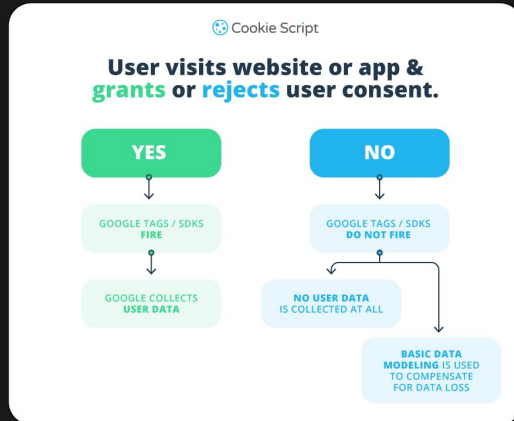 Cookie Script
User visits website or app &
grants or rejects user consent.
YES
NO
GOOGLE TAGS / SDKS
FIRE
GOOGLE TAGS / SDKS
DO NOT FIRE
GOOGLE COLLECTS
USER DATA
NO USER DATA
IS COLLECTED AT ALL
BASIC DATA
MODELING IS USED
TO COMPENSATE
FOR DATA LOSS